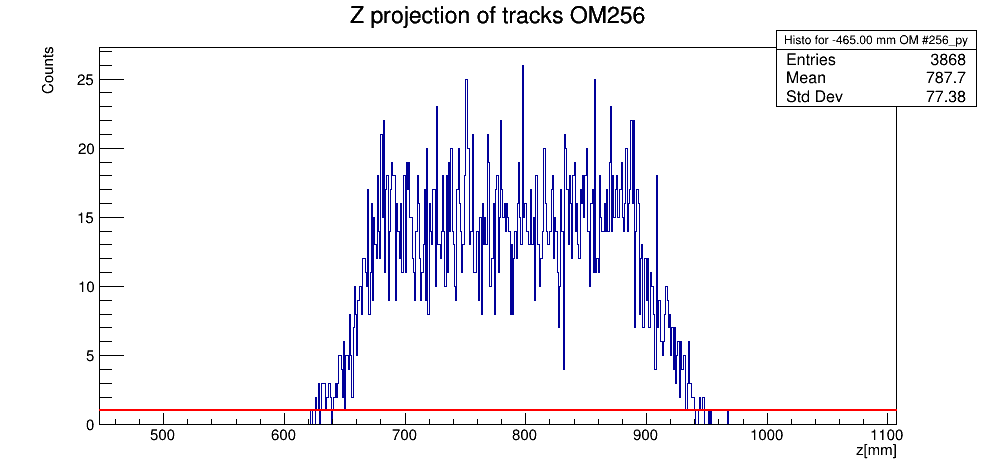 Z projection of tracks OM256
Histo for -465.00 mm OM #256_py
Entries 3868
Mean 787.7
Std Dev 77.38
Counts
25
20
15
10
5
0
500 600 700 800 900 1000 1100
z[mm]